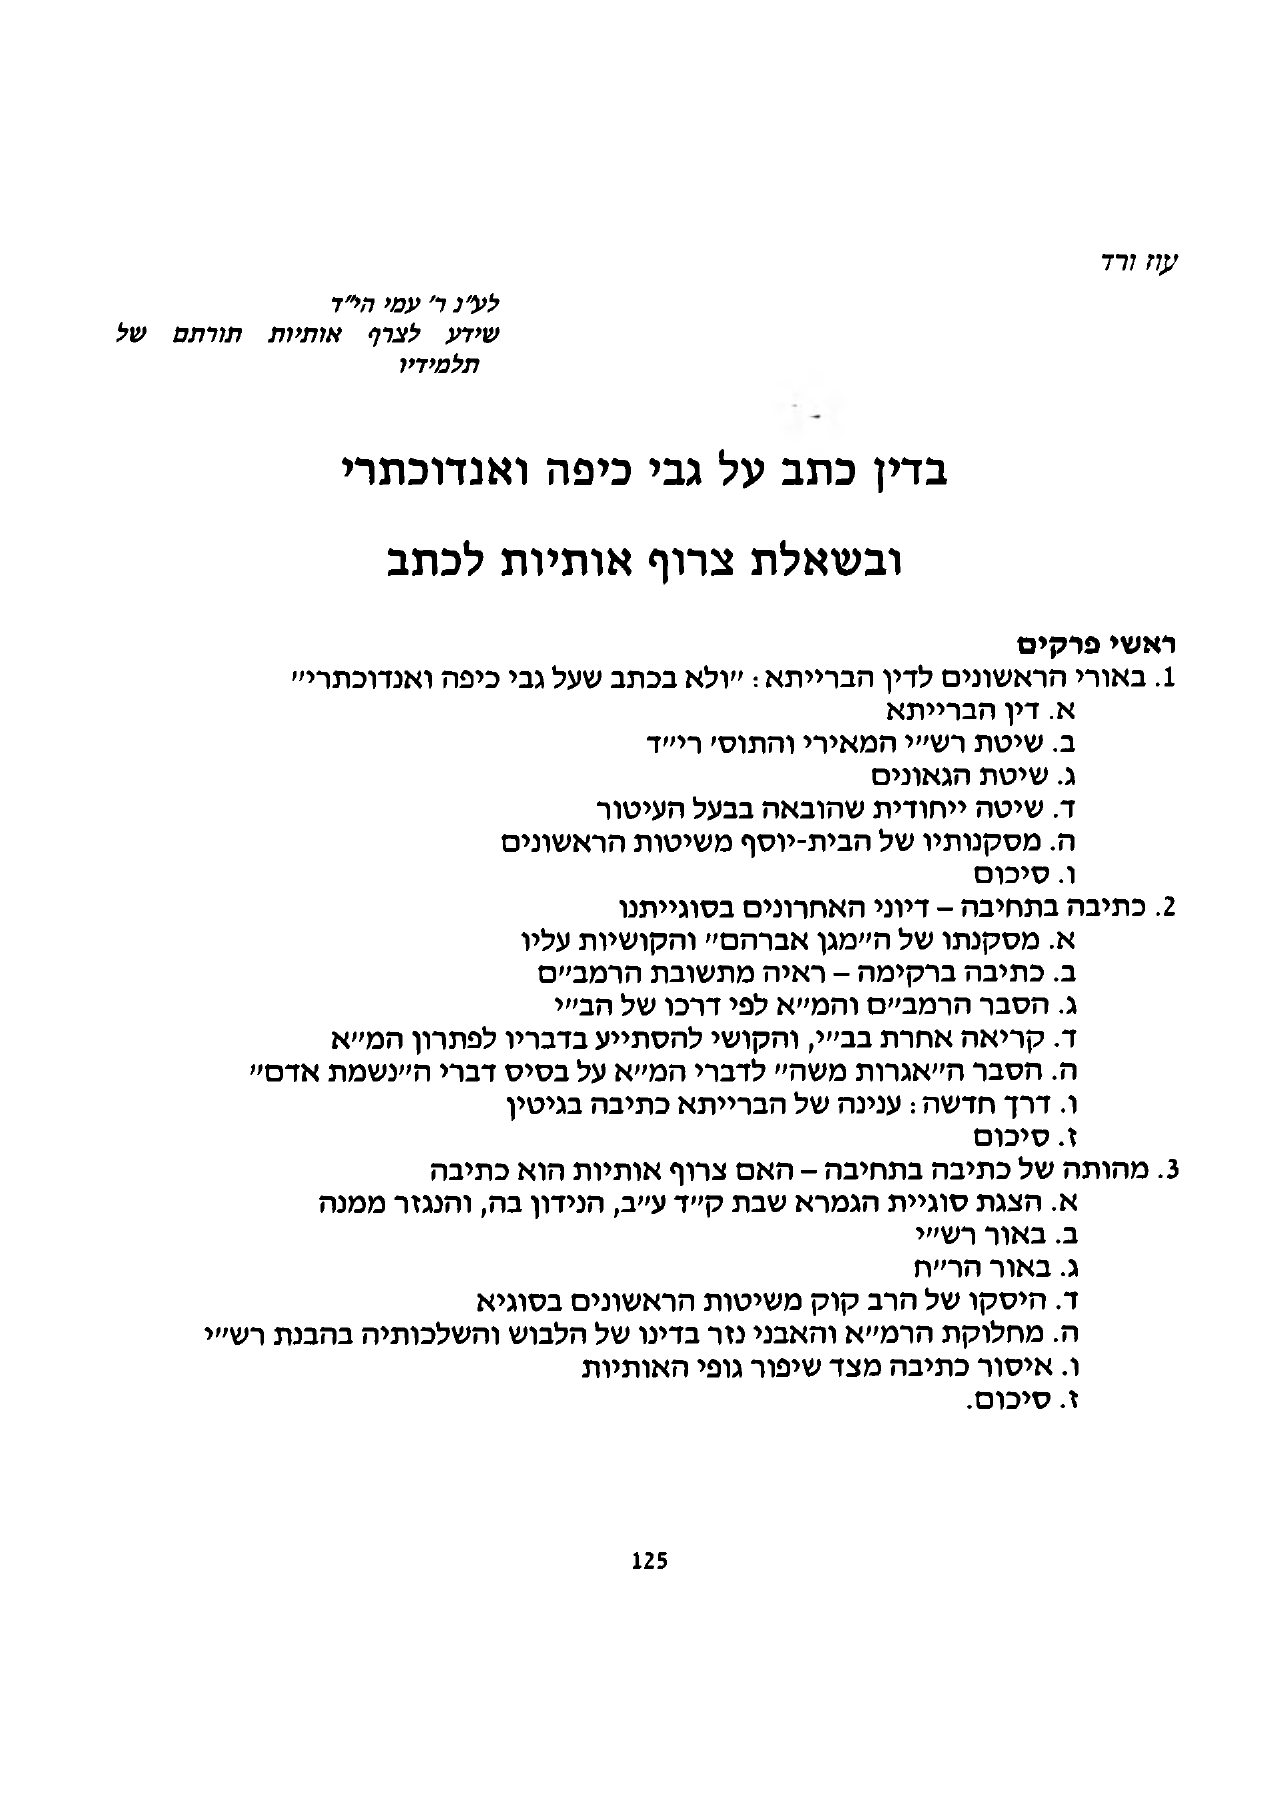 עוז ורד
לע"נ ר' עמי הי"ד
שידע לצרף אותיות תורתם של
תלמידיו
בדין כתב על גבי כיפה ואנדוכתרי
ובשאלת צרוף אותיות לכתב
ראשי פרקים
1. באורי הראשונים לדין הברייתא: "ולא בכתב שעל גבי כיפה ואנדוכתרי"
א. דין הברייתא
ב. שיטת רש"י המאירי והתוס' רי"ד
ג. שיטת הגאונים
ד. שיטה ייחודית שהובאה בבעל העיטור
ה. מסקנותיו של הבית-יוסף משיטות הראשונים
ו. סיכום
2. כתיבה בתחיבה – דיוני האחרונים בסוגייתנו
א. מסקנתו של ה"מגן אברהם" והקושיות עליו
ב. כתיבה ברקימה – ראיה מתשובת הרמב"ם
ג. הסבר הרמב"ם והמ"א לפי דרכו של הב"י
ד. קריאה אחרת בב"י, והקושי להסתייע בדבריו לפתרון המ"א
ה. הסבר ה"אגרות משה" לדברי המ"א על בסיס דברי ה"נשמת אדם"
ו. דרך חדשה: ענינה של הברייתא כתיבה בגיטין
ז. סיכום
3. מהותה של כתיבה בתחיבה – האם צרוף אותיות הוא כתיבה
א. הצגת סוגיית הגמרא שבת ק"ד ע"ב, הנידון בה, והנגזר ממנה
ב. באור רש"י
ג. באור הר"ח
ד. היסקו של הרב קוק משיטות הראשונים בסוגיא
ה. מחלוקת הרמ"א והאבני נזר בדינו של הלבוש והשלכותיה בהבנת רש"י
ו. איסור כתיבה מצד שיפור גופי האותיות
ז. סיכום.
125